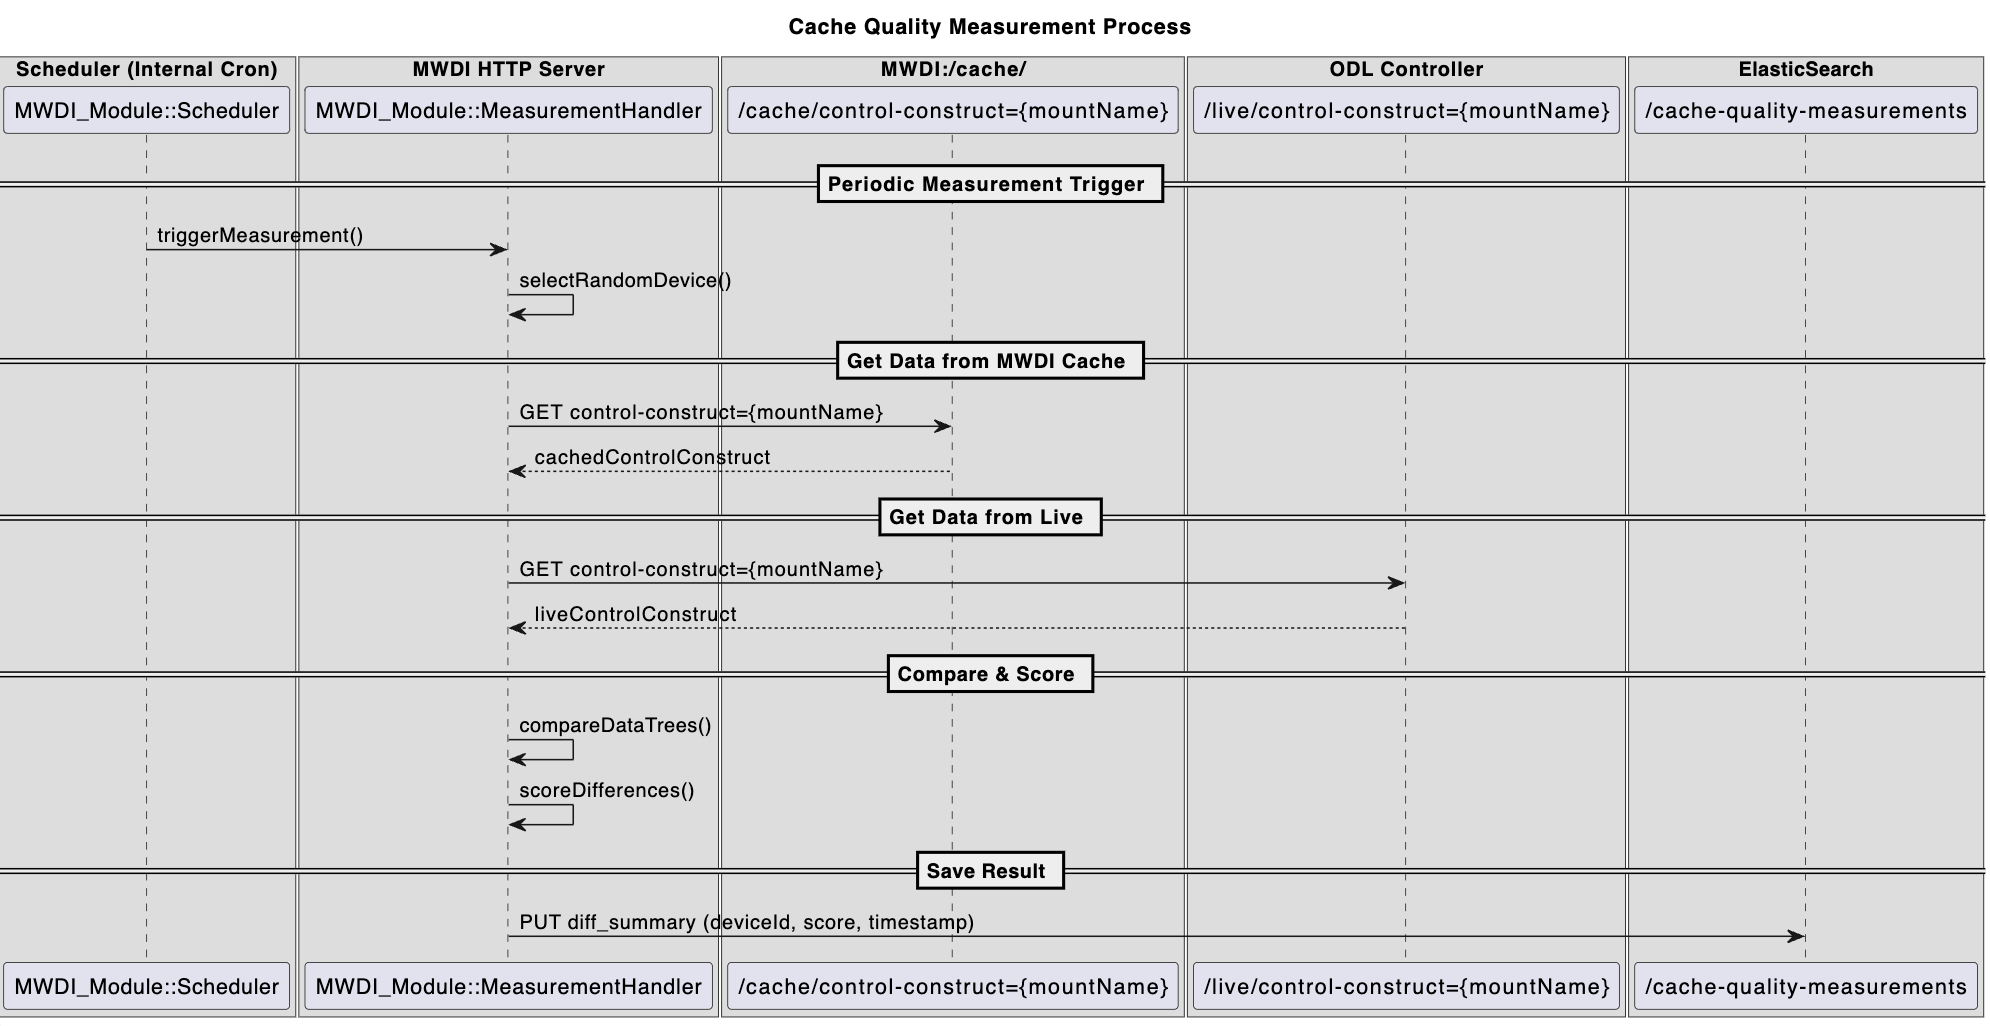 Cache Quality Measurement Process
Scheduler (Internal Cron)
MWDI HTTP Server
MWDI:/cache/
ODL Controller
ElasticSearch
MWDI_Module::Scheduler
MWDI_Module::MeasurementHandler
/cache/control-construct={mountName}
/live/control-construct={mountName}
/cache-quality-measurements
Periodic Measurement Trigger
triggerMeasurement()
selectRandomDevice()
Get Data from MWDI Cache
GET control-construct={mountName}
cachedControlConstruct
Get Data from Live
GET control-construct={mountName}
liveControlConstruct
Compare & Score
compareDataTrees()
scoreDifferences()
Save Result
PUT diff_summary (deviceId, score, timestamp)
MWDI_Module::Scheduler
MWDI_Module::MeasurementHandler
/cache/control-construct={mountName}
/live/control-construct={mountName}
/cache-quality-measurements